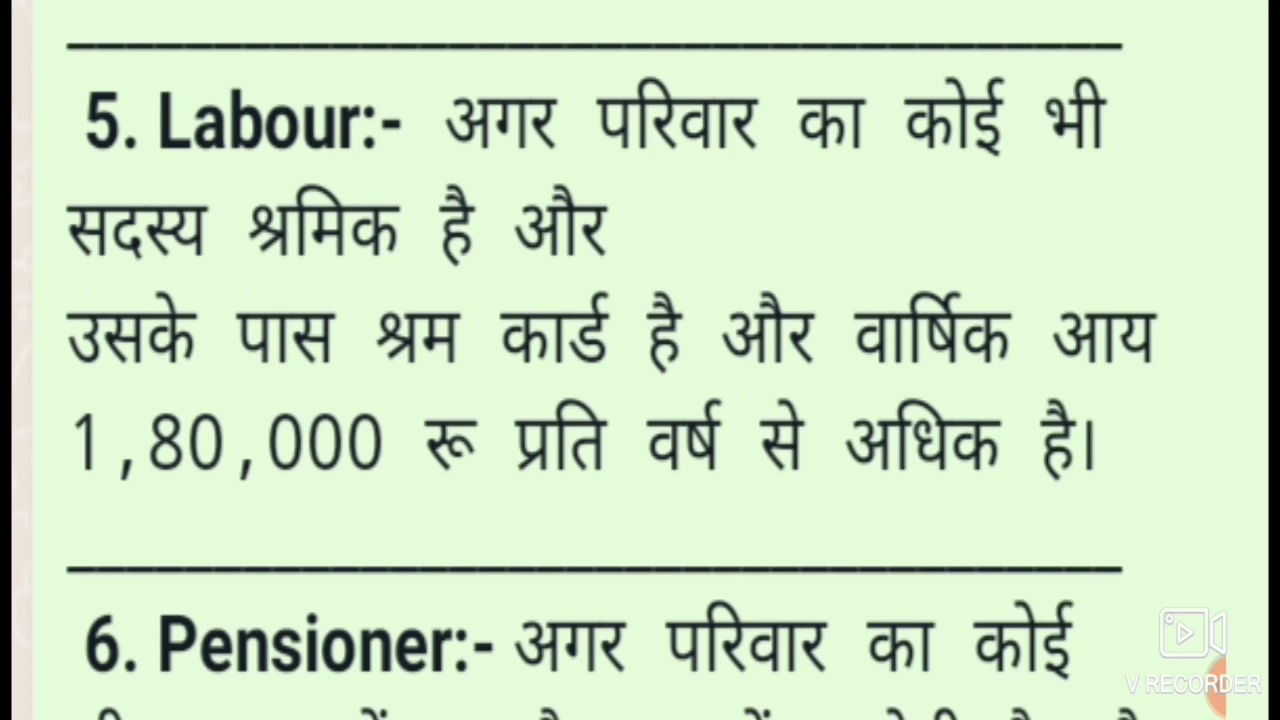 5. Labour:- अगर परिवार का कोई भी
सदस्य श्रमिक है और
उसके पास श्रम कार्ड है और वार्षिक आय
1,80,000 रू प्रति वर्ष से अधिक है।
6. Pensioner:- अगर परिवार का कोई
V RECORDER